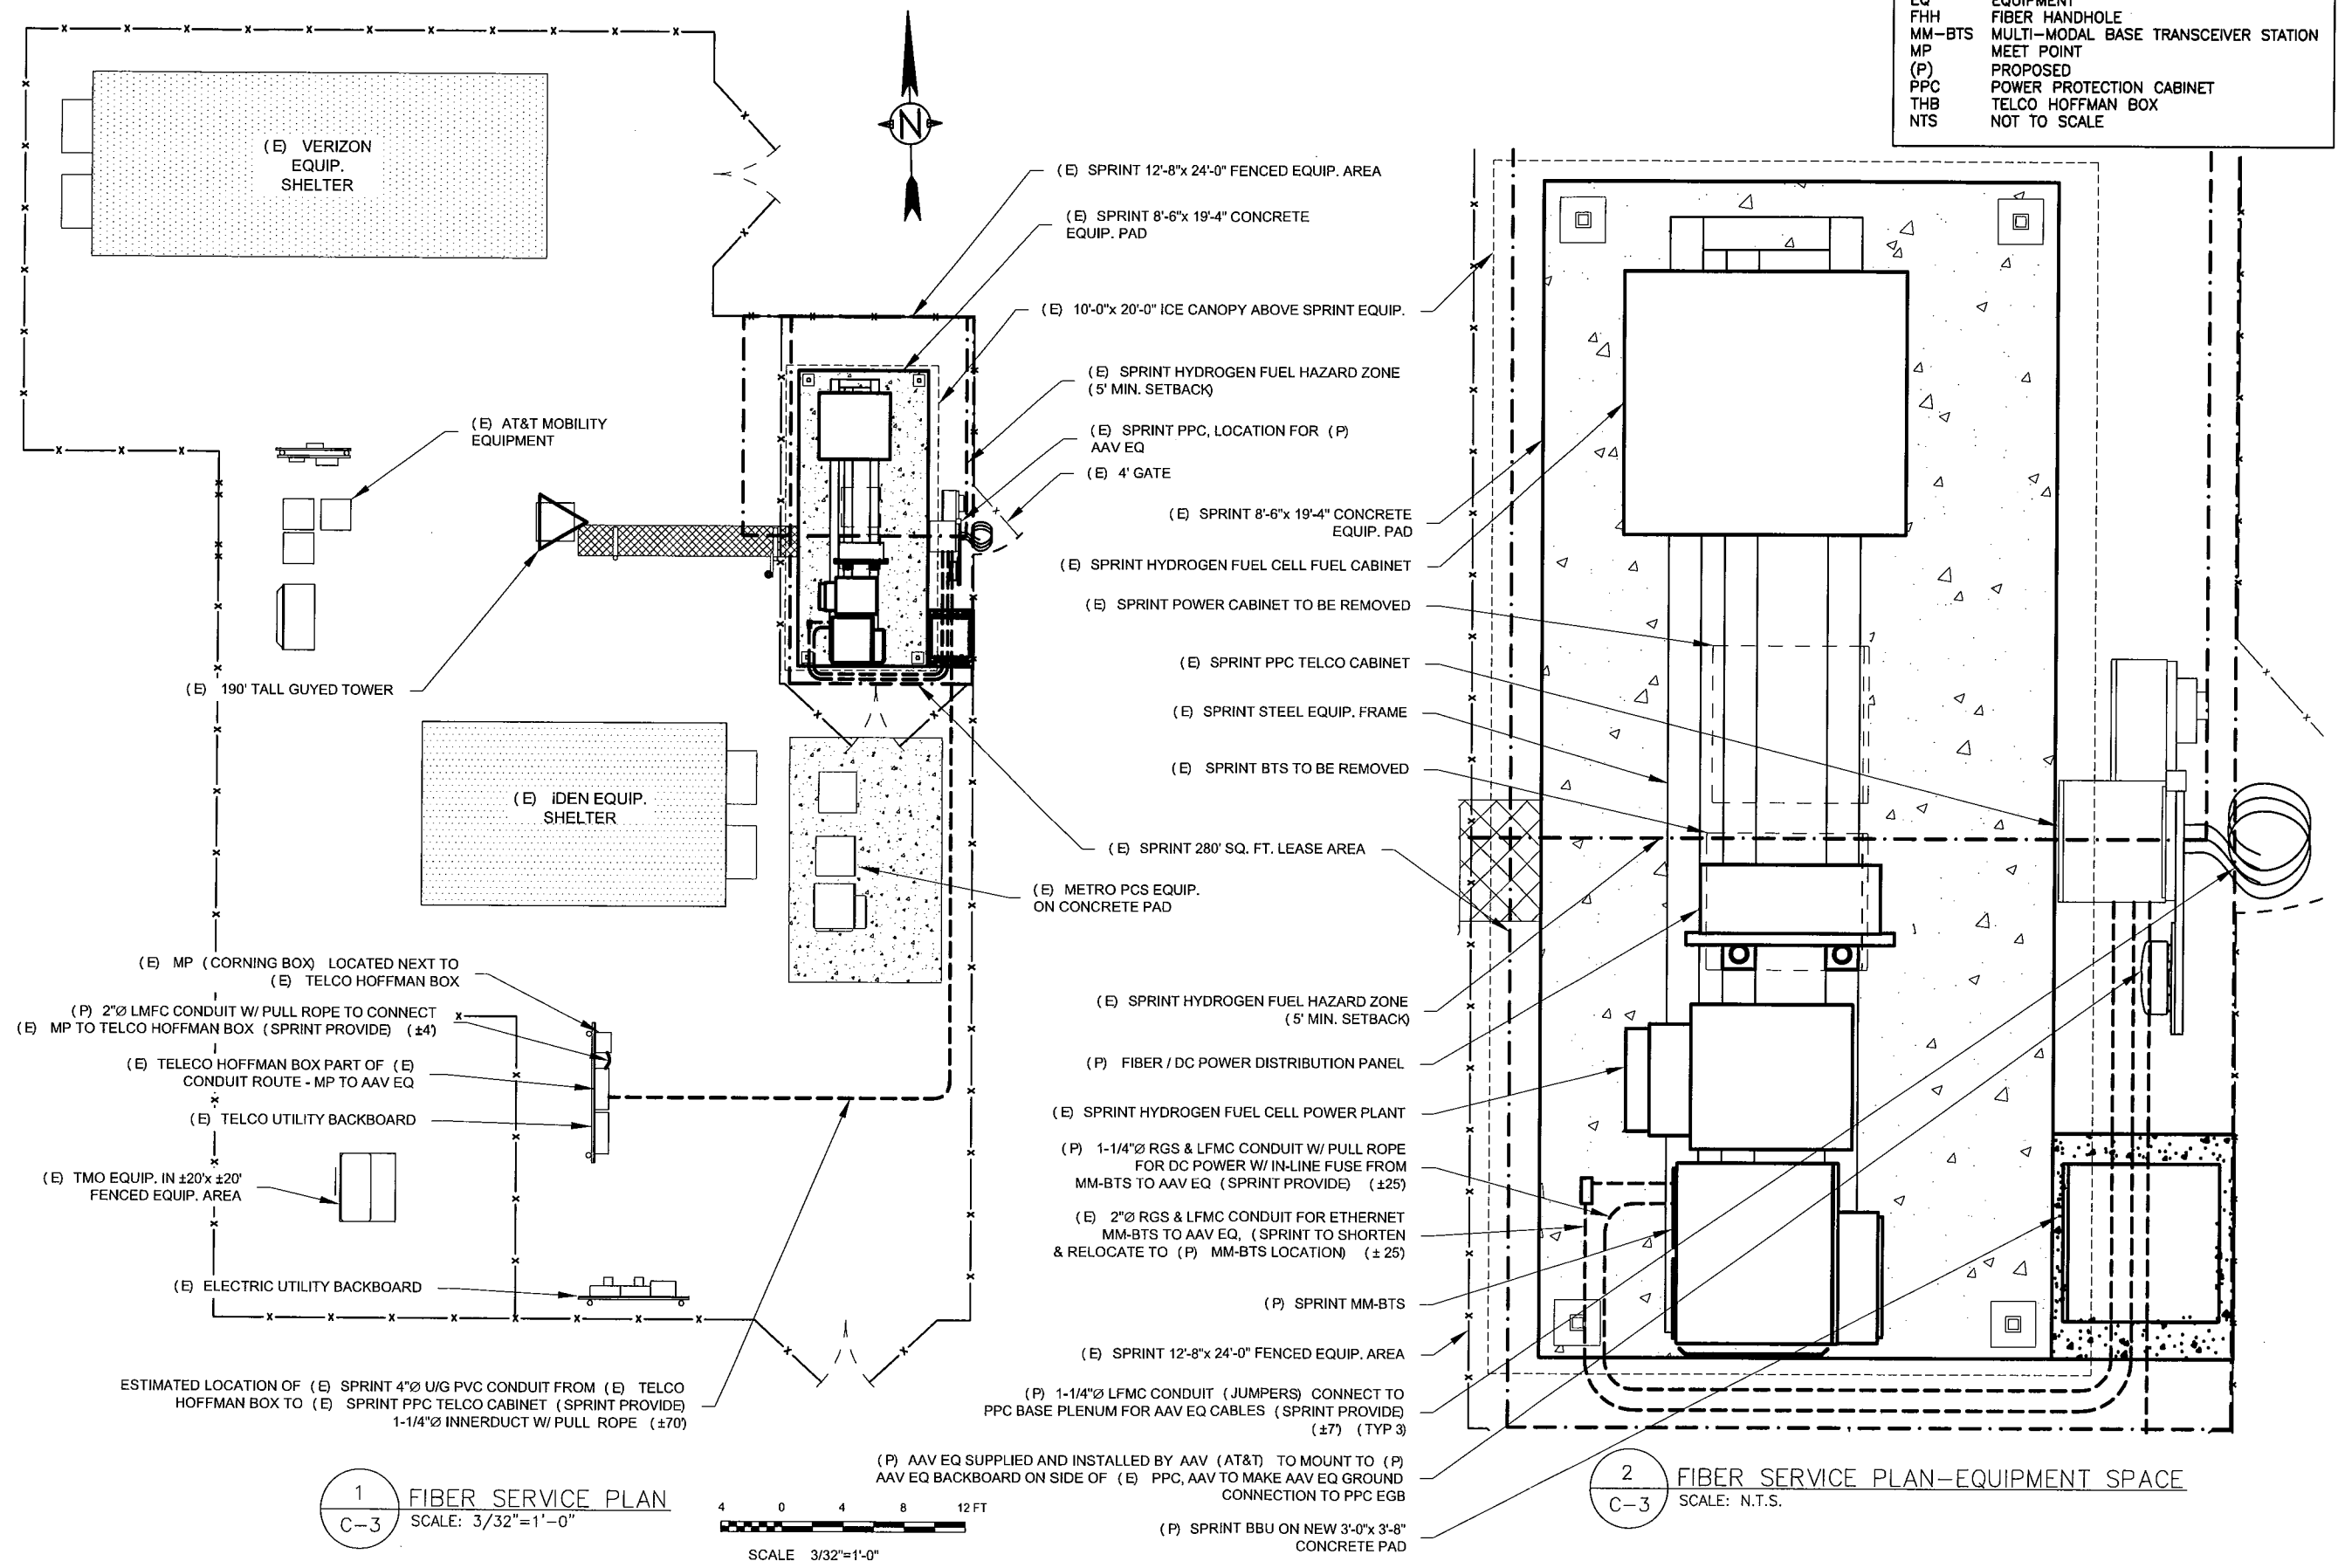 EQ EQUIPMENT
FHH FIBER HANDHOLE
MM-BTS MULTI-MODAL BASE TRANSCEIVER STATION
MP MEET POINT
(P) PROPOSED
PPC POWER PROTECTION CABINET
THB TELCO HOFFMAN BOX
NTS NOT TO SCALE
N
(E) VERIZON
EQUIP.
SHELTER
(E) AT&T MOBILITY
EQUIPMENT
(E) 190' TALL GUYED TOWER
(E) iDEN EQUIP.
SHELTER
(E) MP (CORNING BOX) LOCATED NEXT TO
(E) TELCO HOFFMAN BOX
(P) 2"Ø LMFC CONDUIT W/ PULL ROPE TO CONNECT
(E) MP TO TELCO HOFFMAN BOX (SPRINT PROVIDE) (±4')
(E) TELECO HOFFMAN BOX PART OF (E)
CONDUIT ROUTE - MP TO AAV EQ
(E) TELCO UTILITY BACKBOARD
(E) TMO EQUIP. IN ±20'x ±20'
FENCED EQUIP. AREA
(E) ELECTRIC UTILITY BACKBOARD
ESTIMATED LOCATION OF (E) SPRINT 4"Ø U/G PVC CONDUIT FROM (E) TELCO
HOFFMAN BOX TO (E) SPRINT PPC TELCO CABINET (SPRINT PROVIDE)
1-1/4"Ø INNERDUCT W/ PULL ROPE (±70')
(E) SPRINT 12'-8"x 24'-0" FENCED EQUIP. AREA
(E) SPRINT 8'-6"x 19'-4" CONCRETE
EQUIP. PAD
(E) 10'-0"x 20'-0" ICE CANOPY ABOVE SPRINT EQUIP.
(E) SPRINT HYDROGEN FUEL HAZARD ZONE
(5' MIN. SETBACK)
(E) SPRINT PPC, LOCATION FOR (P)
AAV EQ
(E) 4' GATE
(E) SPRINT 8'-6"x 19'-4" CONCRETE
EQUIP. PAD
(E) SPRINT HYDROGEN FUEL CELL FUEL CABINET
(E) SPRINT POWER CABINET TO BE REMOVED
(E) SPRINT PPC TELCO CABINET
(E) SPRINT STEEL EQUIP. FRAME
(E) SPRINT BTS TO BE REMOVED
(E) SPRINT 280' SQ. FT. LEASE AREA
(E) METRO PCS EQUIP.
ON CONCRETE PAD
(E) SPRINT HYDROGEN FUEL HAZARD ZONE
(5' MIN. SETBACK)
(P) FIBER / DC POWER DISTRIBUTION PANEL
(E) SPRINT HYDROGEN FUEL CELL POWER PLANT
(P) 1-1/4"Ø RGS & LFMC CONDUIT W/ PULL ROPE
FOR DC POWER W/ IN-LINE FUSE FROM
MM-BTS TO AAV EQ (SPRINT PROVIDE) (±25')
(E) 2"Ø RGS & LFMC CONDUIT FOR ETHERNET
MM-BTS TO AAV EQ, (SPRINT TO SHORTEN
& RELOCATE TO (P) MM-BTS LOCATION) (± 25')
(P) SPRINT MM-BTS
(E) SPRINT 12'-8"x 24'-0" FENCED EQUIP. AREA
(P) 1-1/4"Ø LFMC CONDUIT (JUMPERS) CONNECT TO
PPC BASE PLENUM FOR AAV EQ CABLES (SPRINT PROVIDE)
(±7') (TYP 3)
(P) AAV EQ SUPPLIED AND INSTALLED BY AAV (AT&T) TO MOUNT TO (P)
AAV EQ BACKBOARD ON SIDE OF (E) PPC, AAV TO MAKE AAV EQ GROUND
CONNECTION TO PPC EGB
(P) SPRINT BBU ON NEW 3'-0"x 3'-8"
CONCRETE PAD
1
C-3
FIBER SERVICE PLAN
SCALE: 3/32"=1'-0"
4 0 4 8 12 FT
SCALE 3/32"=1'-0"
2
C-3
FIBER SERVICE PLAN-EQUIPMENT SPACE
SCALE: N.T.S.